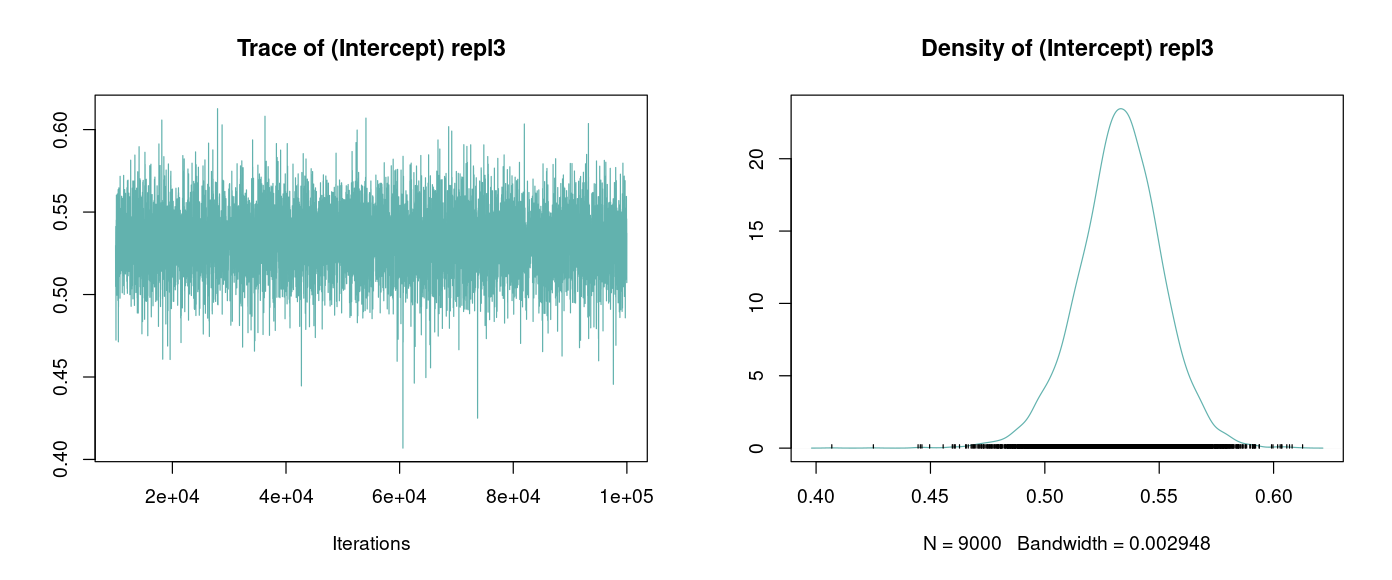 Trace of (Intercept) repl3
0.60
0.55
0.50
0.45
0.40
2e+04 4e+04 6e+04 8e+04 1e+05
Iterations
Density of (Intercept) repl3
20
15
10
5
0
0.40 0.45 0.50 0.55 0.60
N = 9000 Bandwidth = 0.002948